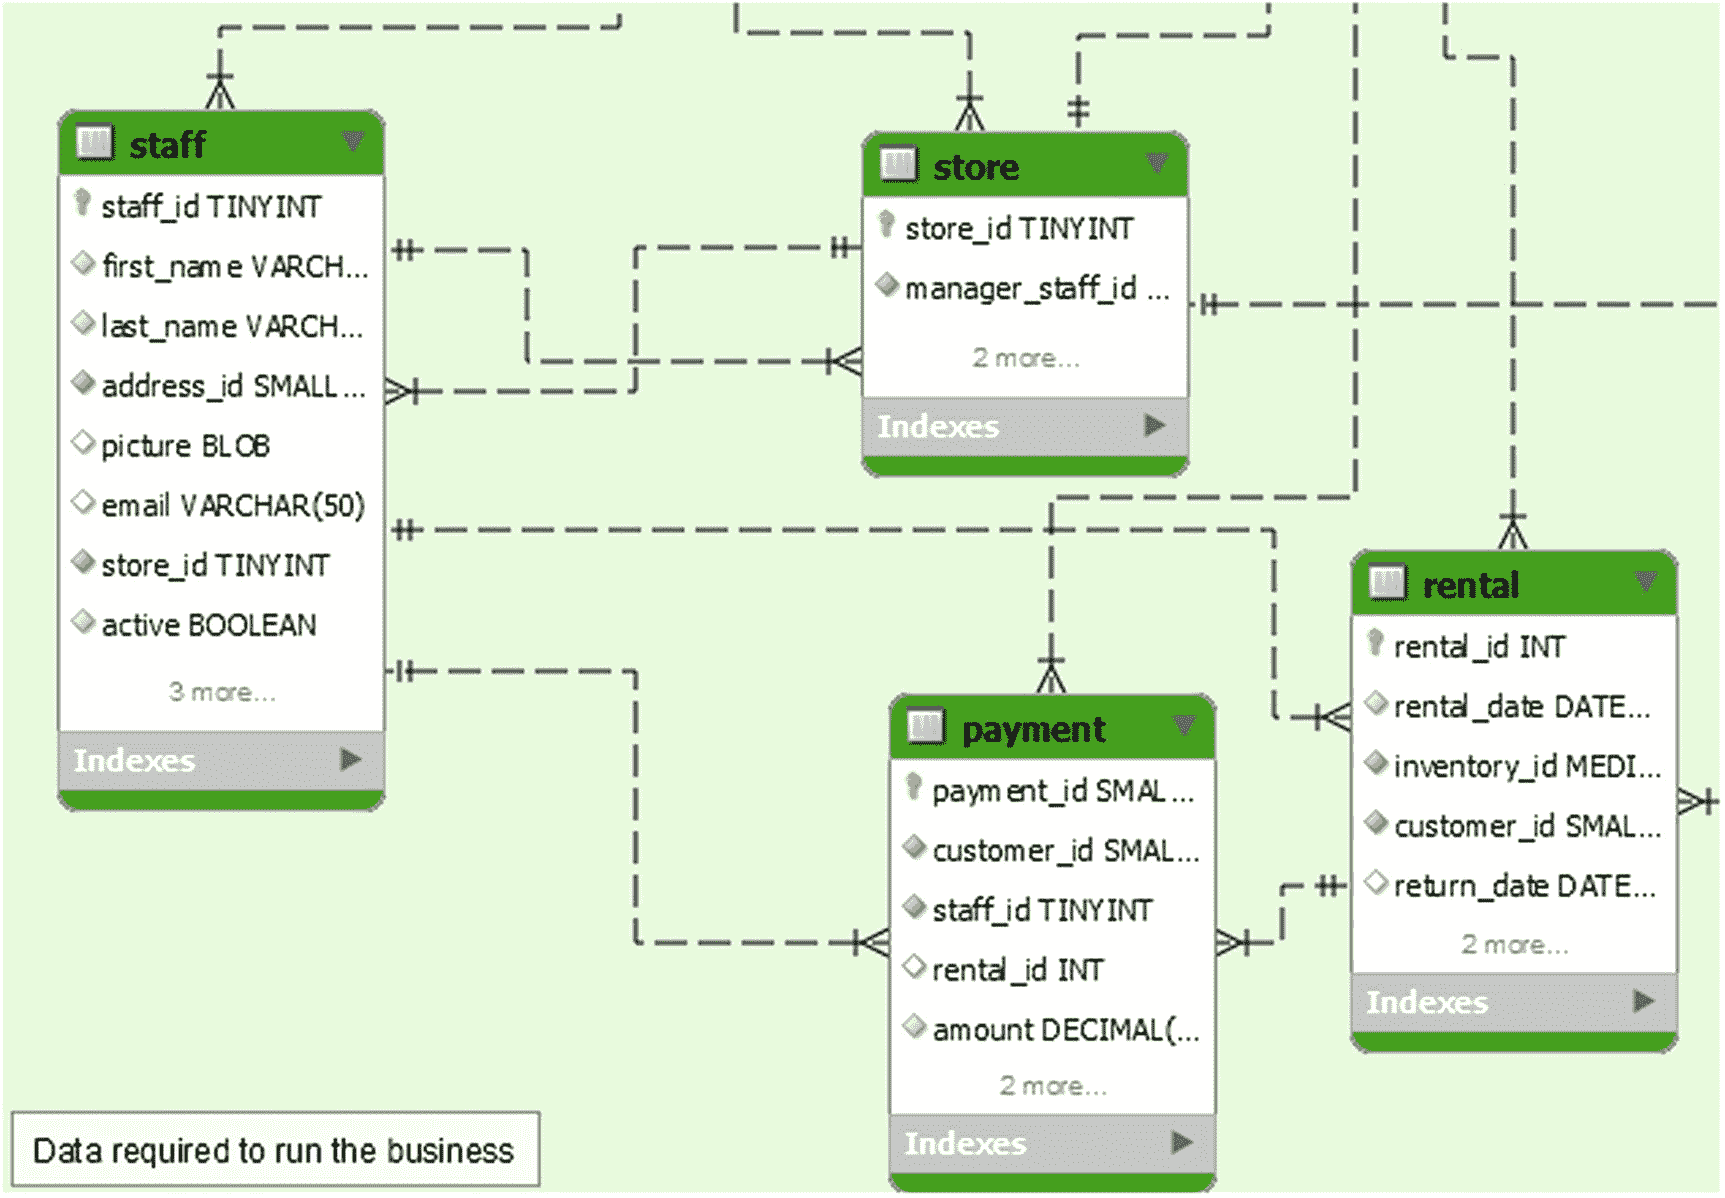 staff
staff_id TINYINT
first_name VARCH...
last_name VARCH...
address_id SMALL...
picture BLOB
email VARCHAR(50)
store_id TINYINT
active BOOLEAN
3 more...
Indexes
store
store_id TINYINT
manager_staff_id ...
2 more...
Indexes
payment
payment_id SMAL...
customer_id SMAL...
staff_id TINYINT
rental_id INT
amount DECIMAL(...
2 more...
Indexes
rental
rental_id INT
rental_date DATE...
inventory_id MEDI...
customer_id SMAL...
return_date DATE...
2 more...
Indexes
Data required to run the business